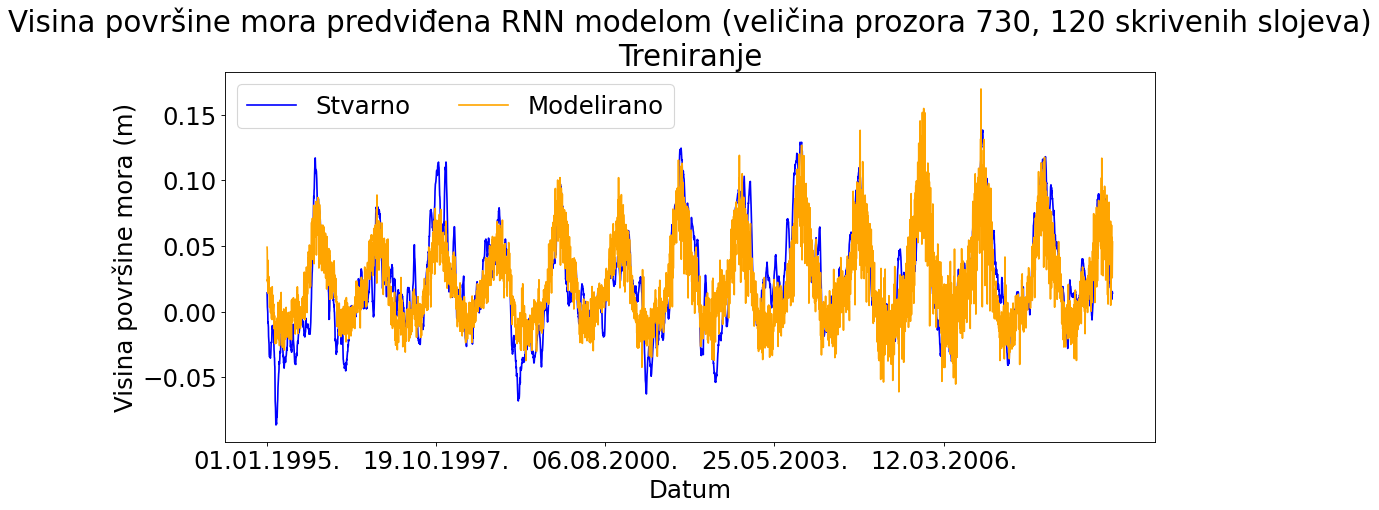 Visina površine mora predviđena RNN modelom (veličina prozora 730, 120 skrivenih slojeva)
Treniranje
Stvarno
Modelirano
Visina površine mora (m)
0.15
0.10
0.05
0.00
−0.05
01.01.1995.
19.10.1997.
06.08.2000.
25.05.2003.
12.03.2006.
Datum